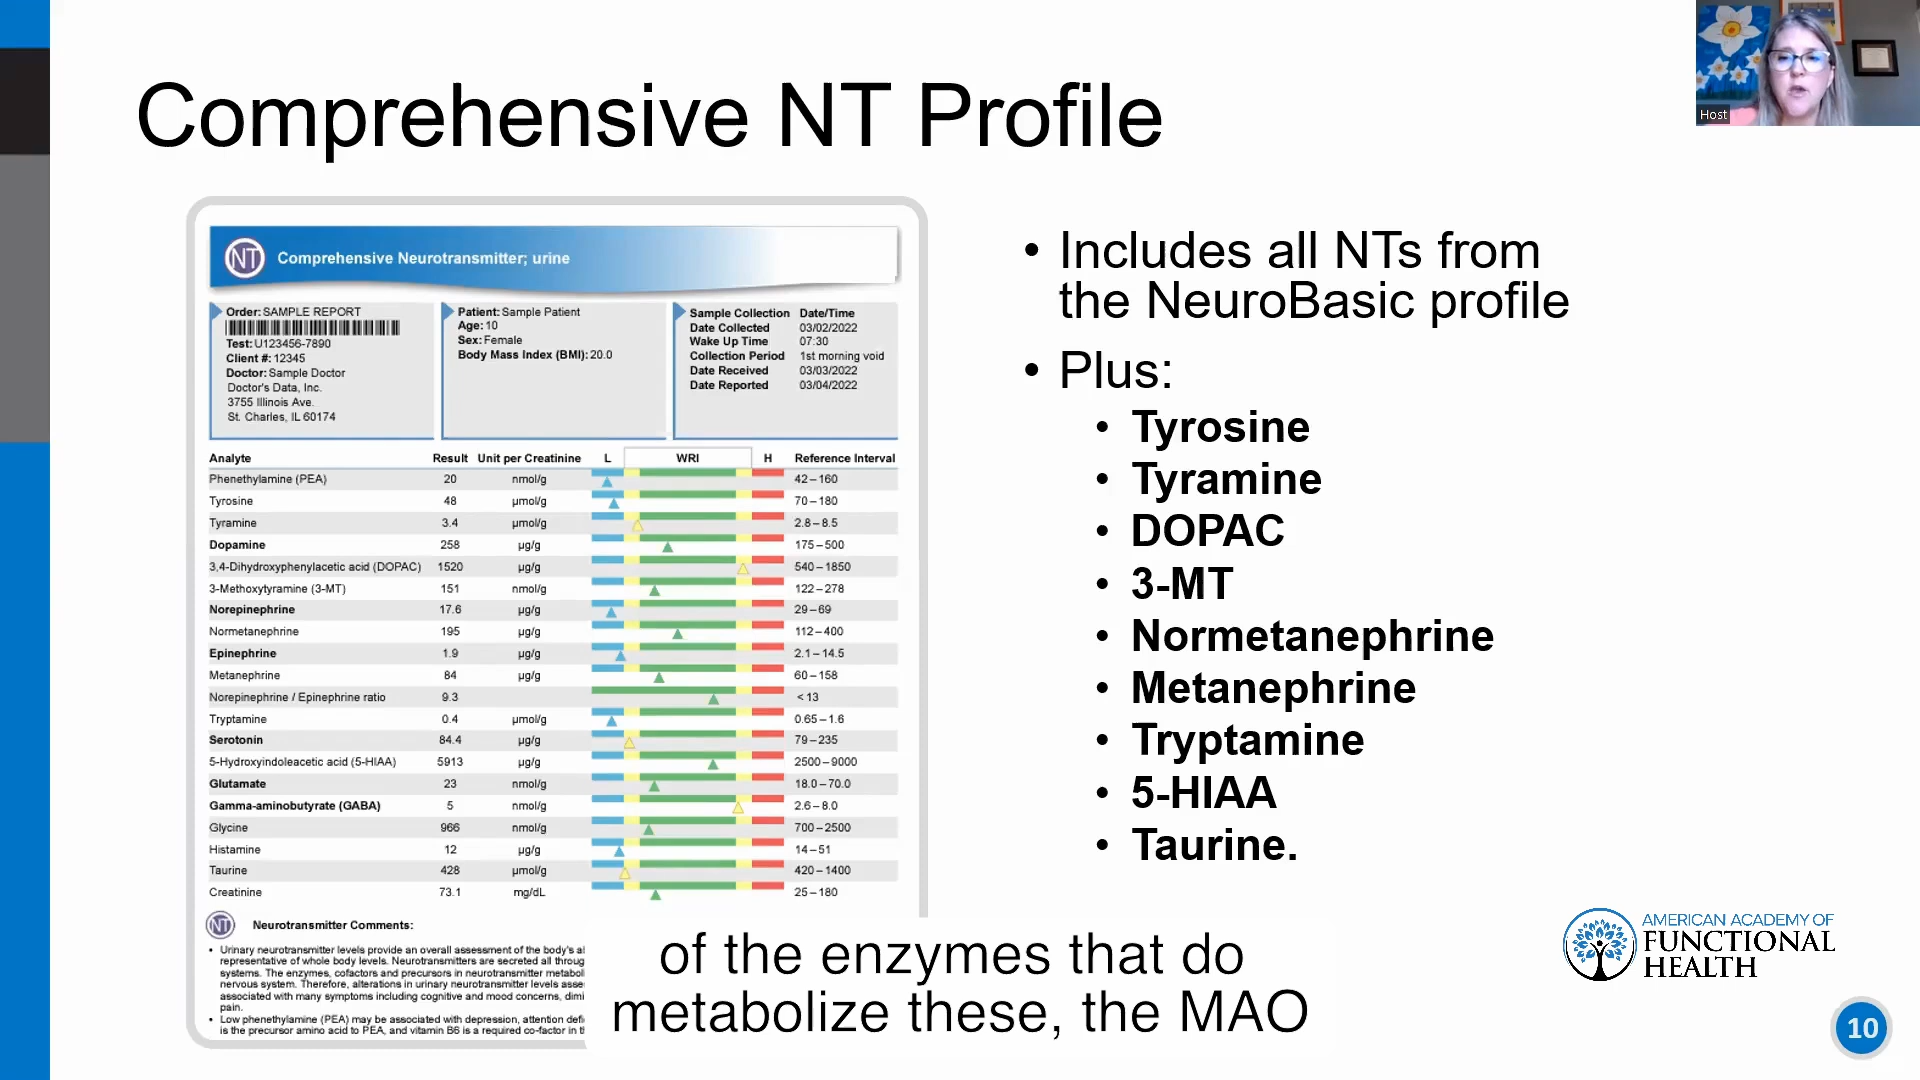 Comprehensive NT Profile
Host
NT Comprehensive Neurotransmitter; urine
Order: SAMPLE REPORT
Test: U123456-7890
Client #: 12345
Doctor: Sample Doctor
Doctor's Data, Inc.
3755 Illinois Ave.
St. Charles, IL 60174
Patient: Sample Patient
Age: 10
Sex: Female
Body Mass Index (BMI): 20.0
Sample Collection Date/Time
Date Collected 03/02/2022
Wake Up Time 07:30
Collection Period 1st morning void
Date Received 03/03/2022
Date Reported 03/04/2022
Analyte Result Unit per Creatinine L WRI H Reference Interval
Phenethylamine (PEA) 20 nmol/g 42–160
Tyrosine 48 µmol/g 70–180
Tyramine 3.4 µmol/g 2.8–8.5
Dopamine 258 µg/g 175–500
3,4-Dihydroxyphenylacetic acid (DOPAC) 1520 µg/g 540–1850
3-Methoxytyramine (3-MT) 151 nmol/g 122–278
Norepinephrine 17.6 µg/g 29–69
Normetanephrine 195 µg/g 112–400
Epinephrine 1.9 µg/g 2.1–14.5
Metanephrine 84 µg/g 60–158
Norepinephrine / Epinephrine ratio 9.3 <13
Tryptamine 0.4 µmol/g 0.65–1.6
Serotonin 84.4 µg/g 79–235
5-Hydroxyindoleacetic acid (5-HIAA) 5913 µg/g 2500–9000
Glutamate 23 nmol/g 18.0–70.0
Gamma-aminobutyrate (GABA) 5 nmol/g 2.6–8.0
Glycine 966 nmol/g 700–2500
Histamine 12 µg/g 14–51
Taurine 428 µmol/g 420–1400
Creatinine 73.1 mg/dL 25–180
NT Neurotransmitter Comments:
• Urinary neurotransmitter levels provide an overall assessment of the body's
representative of whole body levels. Neurotransmitters are secreted all
systems. The enzymes, cofactors and precursors in neurotransmitter
nervous system. Therefore, alterations in urinary neurotransmitter levels
associated with many symptoms including cognitive and mood concerns,
pain.
• Low phenethylamine (PEA) may be associated with depression, attention
is the precursor amino acid to PEA, and vitamin B6 is a required co-factor in
• Includes all NTs from
the NeuroBasic profile
• Plus:
• Tyrosine
• Tyramine
• DOPAC
• 3-MT
• Normetanephrine
• Metanephrine
• Tryptamine
• 5-HIAA
• Taurine.
of the enzymes that do
metabolize these, the MAO
AMERICAN ACADEMY OF
FUNCTIONAL
HEALTH
10